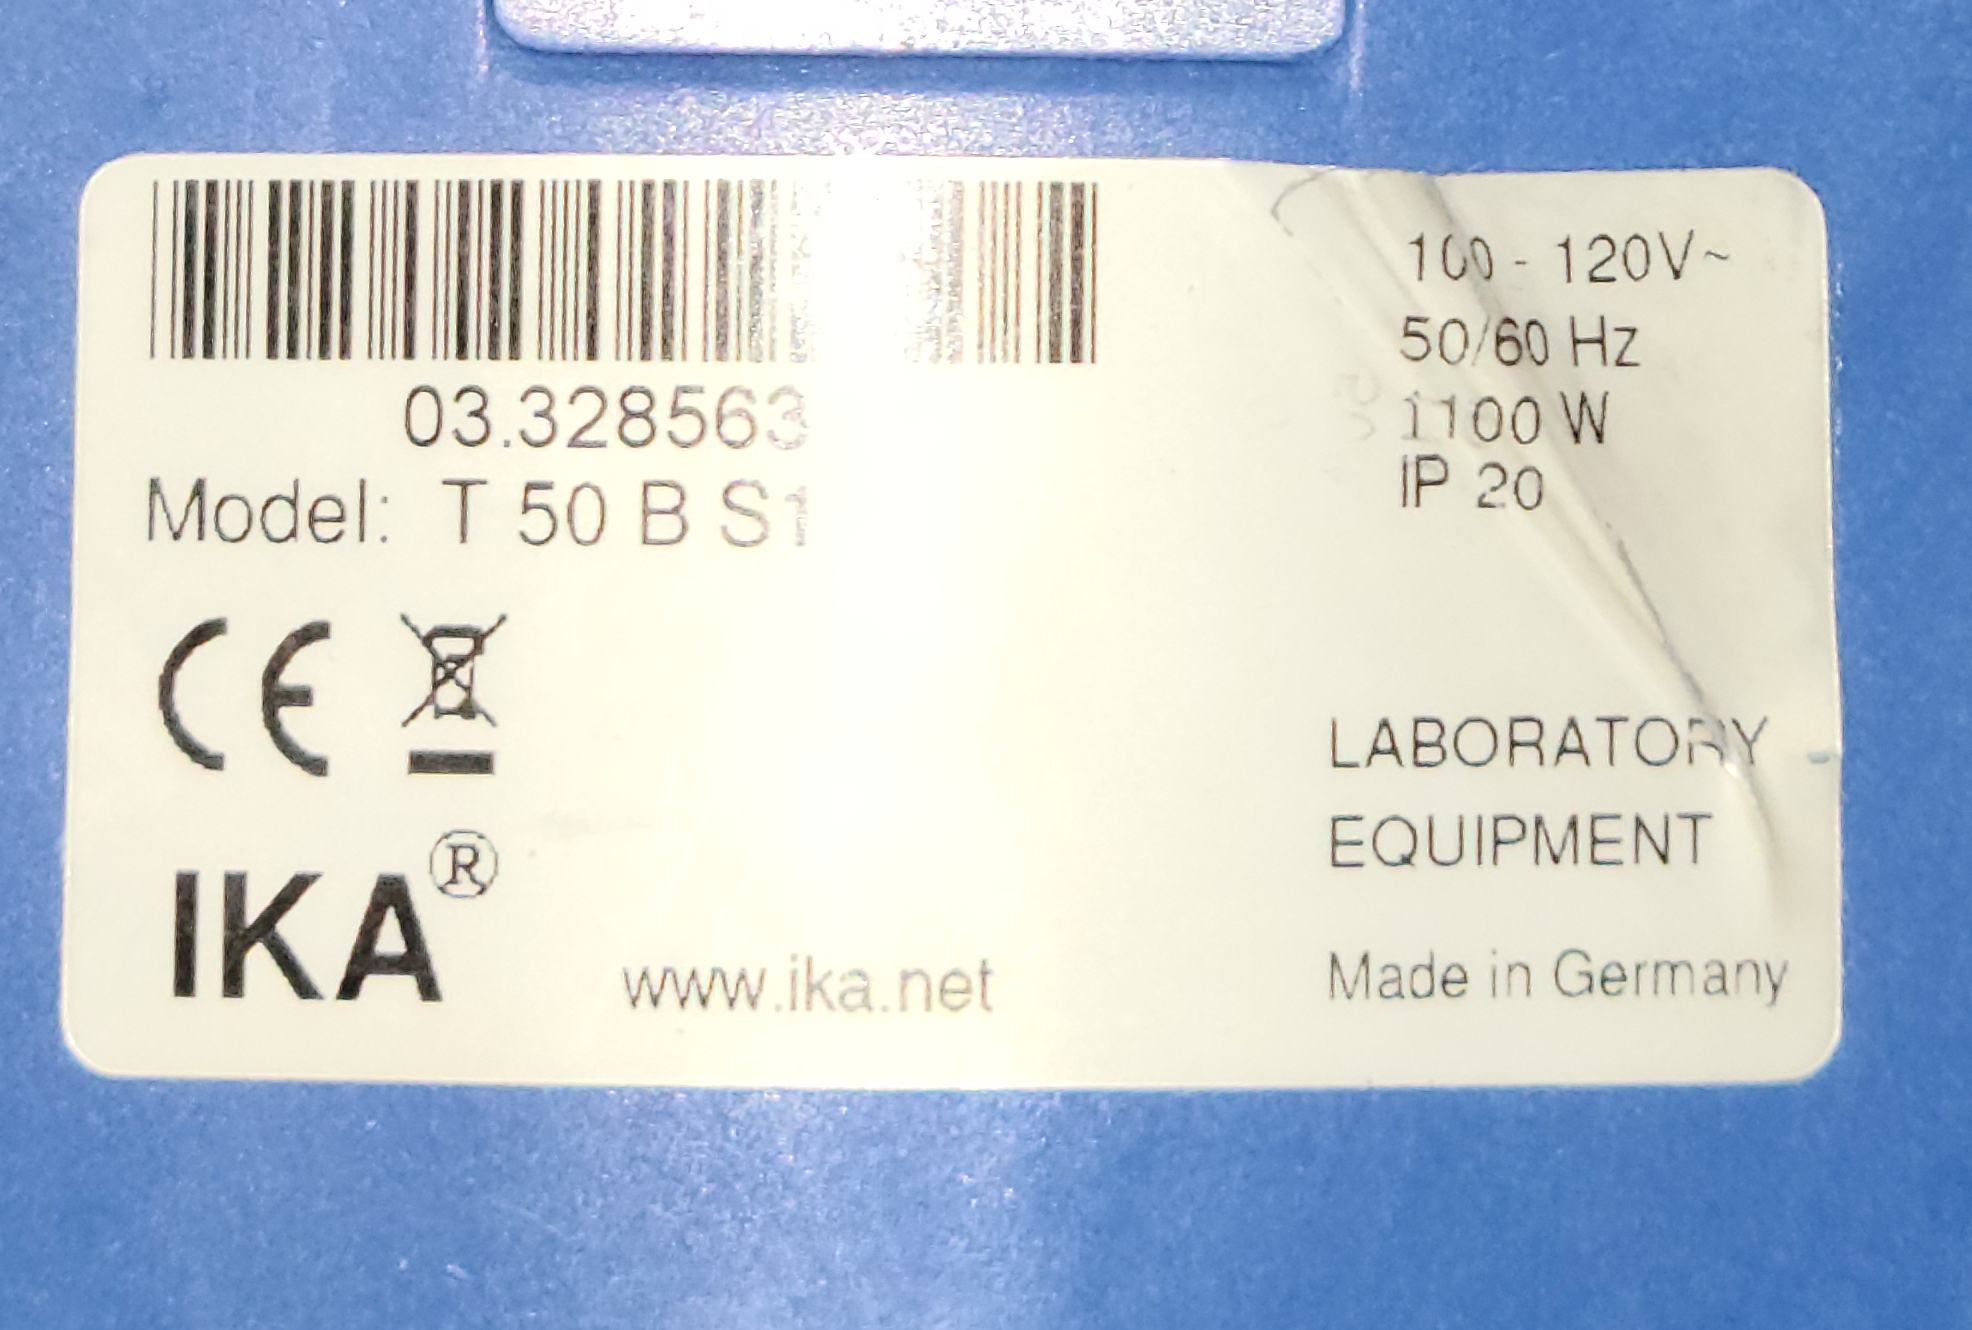 03.328563
Model: T 50 B S1
CE
IKA®
www.ika.net
100 - 120V~
50/60 Hz
1100 W
IP 20
LABORATORY
EQUIPMENT
Made in Germany